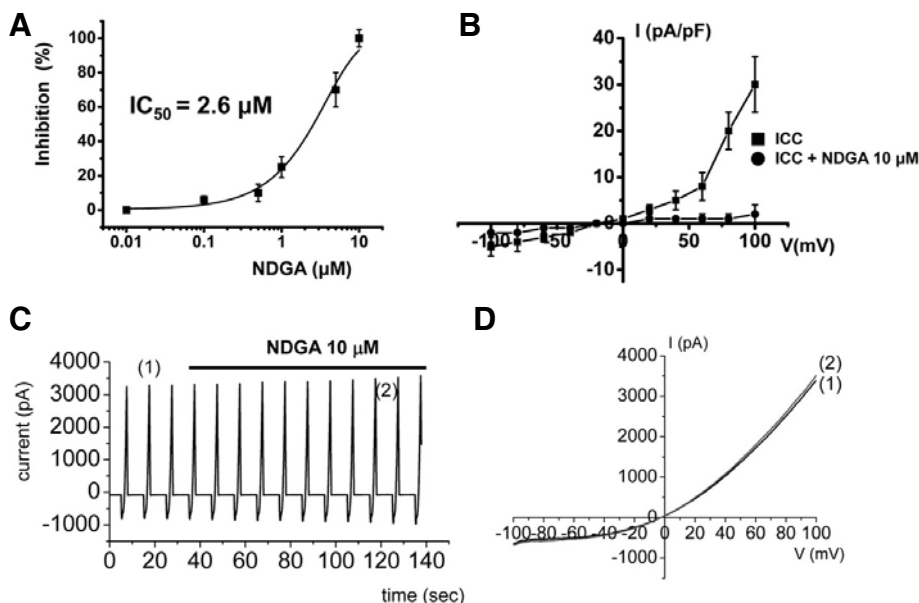 A
Inhibition (%)
100
80
60
40
20
0
IC50 = 2.6 µM
0.01 0.1 1 10
NDGA (µM)
B
I (pA/pF)
40
30
20
10
-10
-100 -50 0 50 100
V(mV)
ICC
ICC + NDGA 10 µM
C
NDGA 10 µM
(1)
(2)
current (pA)
4000
3000
2000
1000
0
-1000
0 20 40 60 80 100 120 140
time (sec)
D
I (pA)
4000
3000
2000
1000
-1000
(2)
(1)
-100 -80 -60 -40 -20 0 20 40 60 80 100
V (mV)